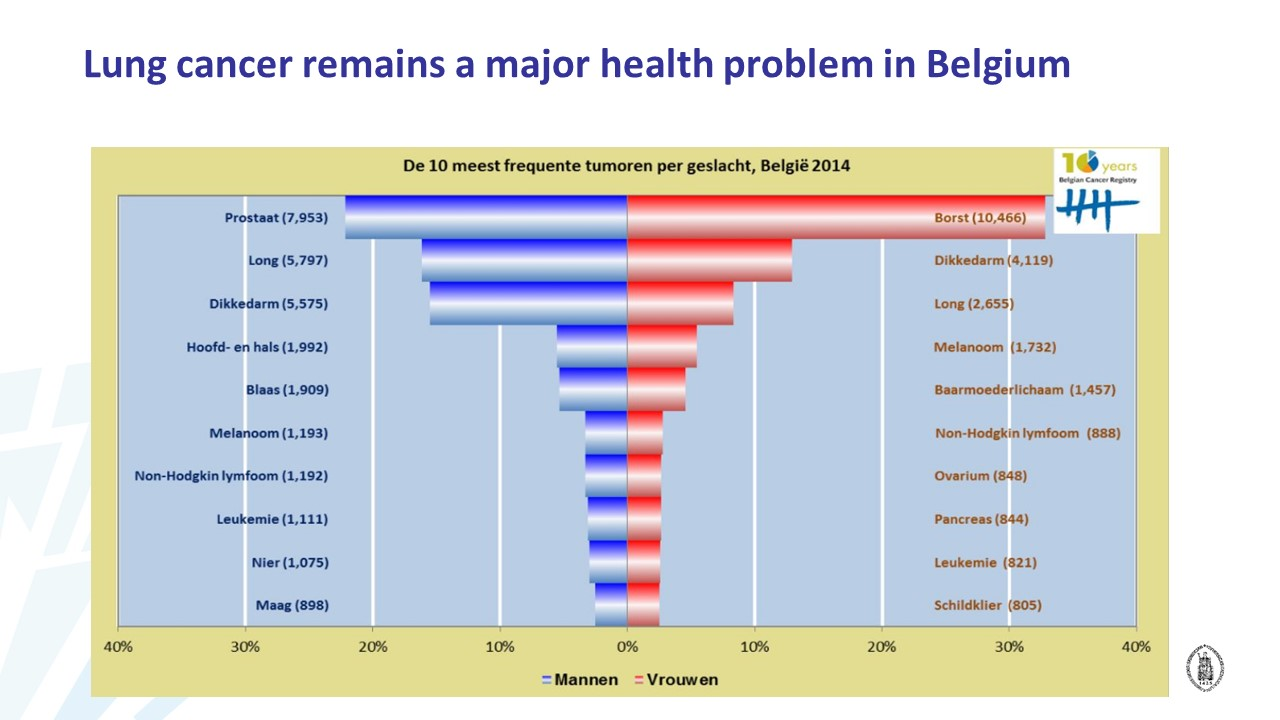 Lung cancer remains a major health problem in Belgium
De 10 meest frequente tumoren per geslacht, België 2014
10 years
Belgian Cancer Registry
Prostaat (7,953)
Borst (10,466)
Long (5,797)
Dikkedarm (4,119)
Dikkedarm (5,575)
Long (2,655)
Hoofd- en hals (1,992)
Melanoom (1,732)
Blaas (1,909)
Baarmoederlichaam (1,457)
Melanoom (1,193)
Non-Hodgkin lymfoom (888)
Non-Hodgkin lymfoom (1,192)
Ovarium (848)
Leukemie (1,111)
Pancreas (844)
Nier (1,075)
Leukemie (821)
Maag (898)
Schildklier (805)
40% 30% 20% 10% 0% 10% 20% 30% 40%
Mannen Vrouwen